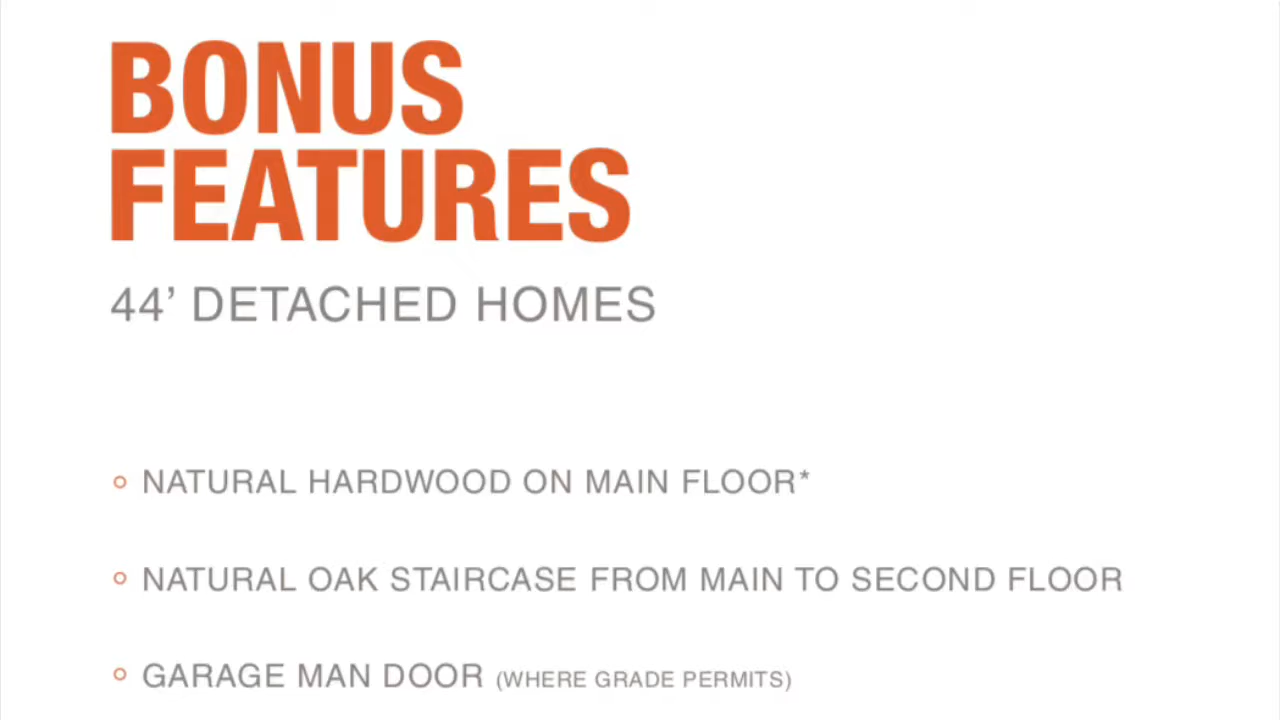 BONUS
FEATURES
44’ DETACHED HOMES
NATURAL HARDWOOD ON MAIN FLOOR*
NATURAL OAK STAIRCASE FROM MAIN TO SECOND FLOOR
GARAGE MAN DOOR (WHERE GRADE PERMITS)